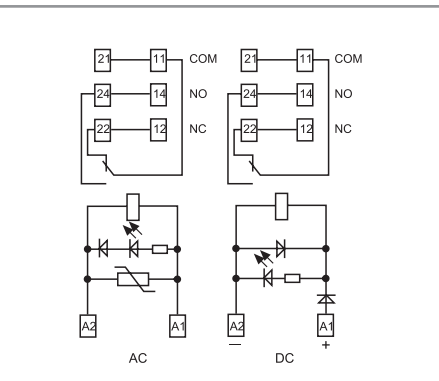 21 11 COM 21 11 COM
24 14 NO 24 14 NO
22 12 NC 22 12 NC
A2 A1 A2 A1
— +
AC DC